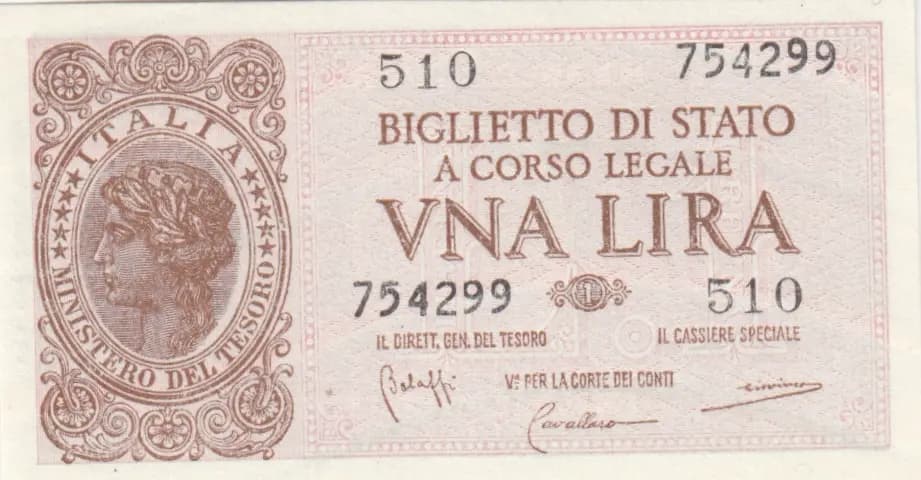 510 754299
BIGLIETTO DI STATO
A CORSO LEGALE
VNA LIRA
754299 1 510
IL DIRETT. GEN. DEL TESORO IL CASSIERE SPECIALE
Bolaffi V.º PER LA CORTE DEI CONTI
Cavallaro
ITALIA
MINISTERO DEL TESORO